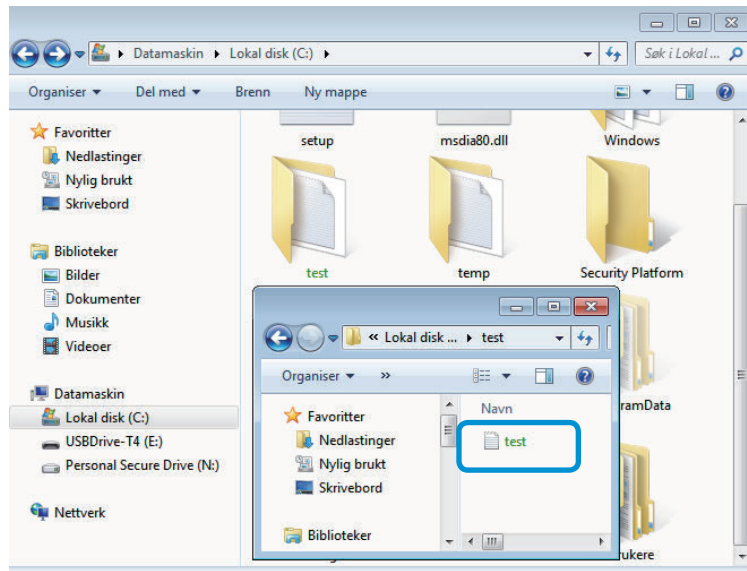 Datamaskin Lokal disk (C:)
Søk i Lokal ...
Organiser Del med Brenn Ny mappe
Favoritter
Nedlastinger
Nylig brukt
Skrivebord
Biblioteker
Bilder
Dokumenter
Musikk
Videoer
Datamaskin
Lokal disk (C:)
USBDrive-T4 (E:)
Personal Secure Drive (N:)
Nettverk
setup msdia80.dll Windows
test temp Security Platform
ramData
ukere
« Lokal disk ... test
Organiser »
Favoritter
Nedlastinger
Nylig brukt
Skrivebord
Biblioteker
Navn
test